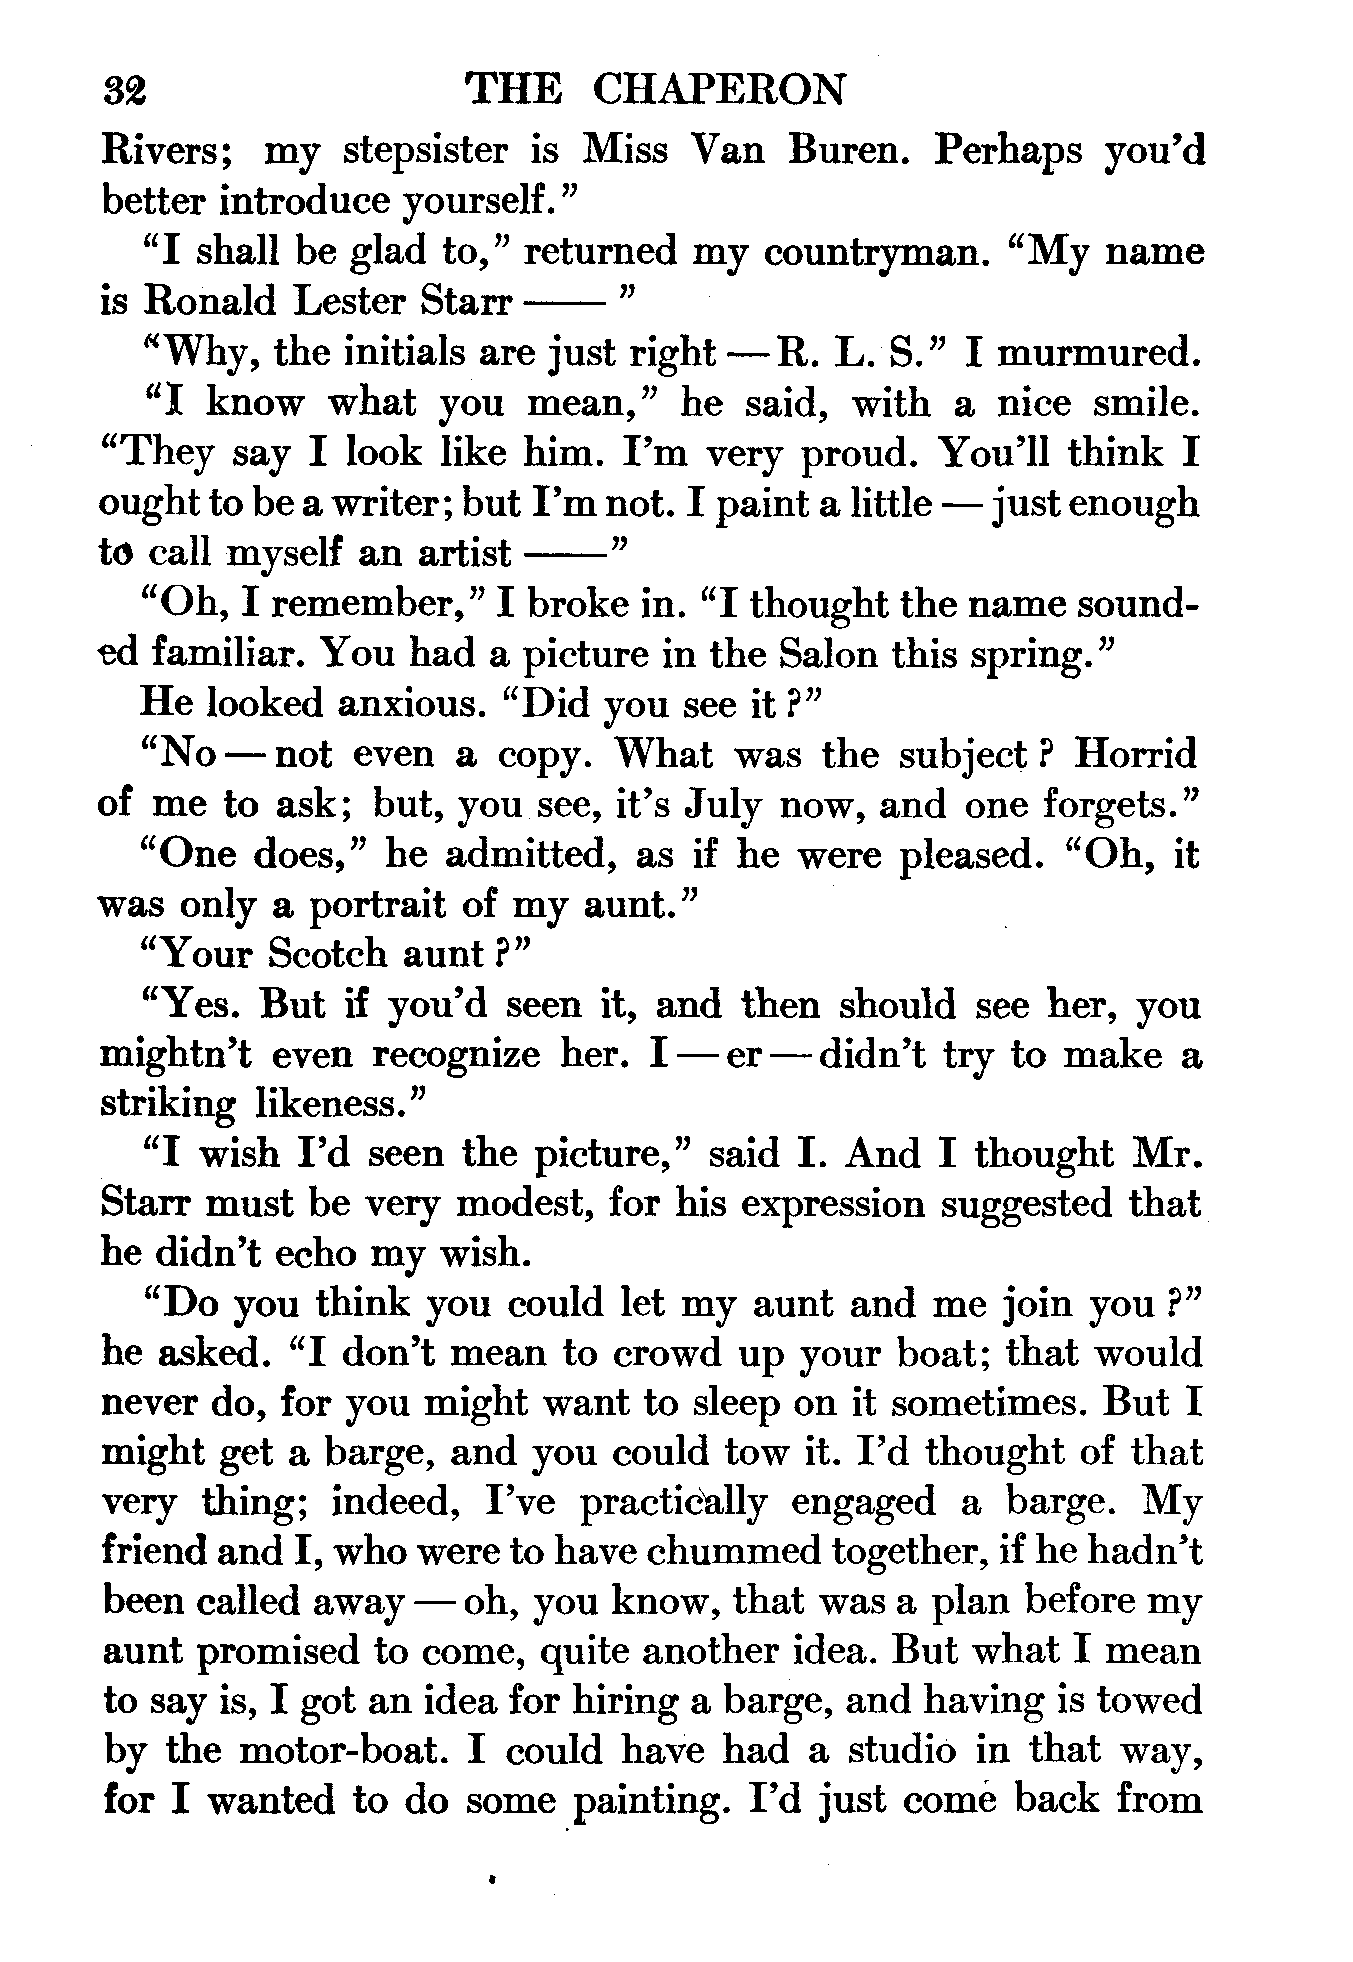 32 THE CHAPERON
Rivers; my stepsister is Miss Van Buren. Perhaps you'd
better introduce yourself."
"I shall be glad to," returned my countryman. "My name
is Ronald Lester Starr —— "
"Why, the initials are just right — R. L. S." I murmured.
"I know what you mean," he said, with a nice smile.
"They say I look like him. I'm very proud. You'll think I
ought to be a writer; but I'm not. I paint a little — just enough
to call myself an artist ——"
"Oh, I remember," I broke in. "I thought the name sound-
ed familiar. You had a picture in the Salon this spring."
He looked anxious. "Did you see it?"
"No — not even a copy. What was the subject? Horrid
of me to ask; but, you see, it's July now, and one forgets."
"One does," he admitted, as if he were pleased. "Oh, it
was only a portrait of my aunt."
"Your Scotch aunt?"
"Yes. But if you'd seen it, and then should see her, you
mightn't even recognize her. I — er — didn't try to make a
striking likeness."
"I wish I'd seen the picture," said I. And I thought Mr.
Starr must be very modest, for his expression suggested that
he didn't echo my wish.
"Do you think you could let my aunt and me join you?"
he asked. "I don't mean to crowd up your boat; that would
never do, for you might want to sleep on it sometimes. But I
might get a barge, and you could tow it. I'd thought of that
very thing; indeed, I've practically engaged a barge. My
friend and I, who were to have chummed together, if he hadn't
been called away — oh, you know, that was a plan before my
aunt promised to come, quite another idea. But what I mean
to say is, I got an idea for hiring a barge, and having is towed
by the motor-boat. I could have had a studio in that way,
for I wanted to do some painting. I'd just come back from